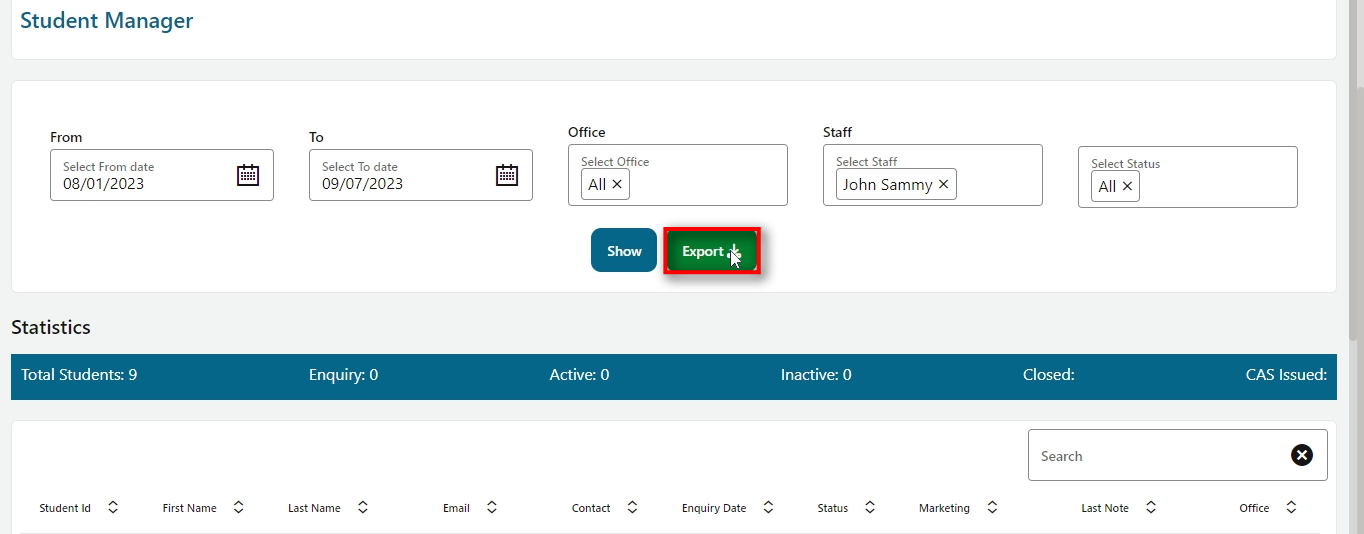 Student Manager
From To Office Staff
Select From date Select To date Select Office Select Staff Select Status
08/01/2023 09/07/2023 All × John Sammy × All ×
Show Export
Statistics
Total Students: 9 Enquiry: 0 Active: 0 Inactive: 0 Closed: CAS Issued:
Search
Student Id First Name Last Name Email Contact Enquiry Date Status Marketing Last Note Office